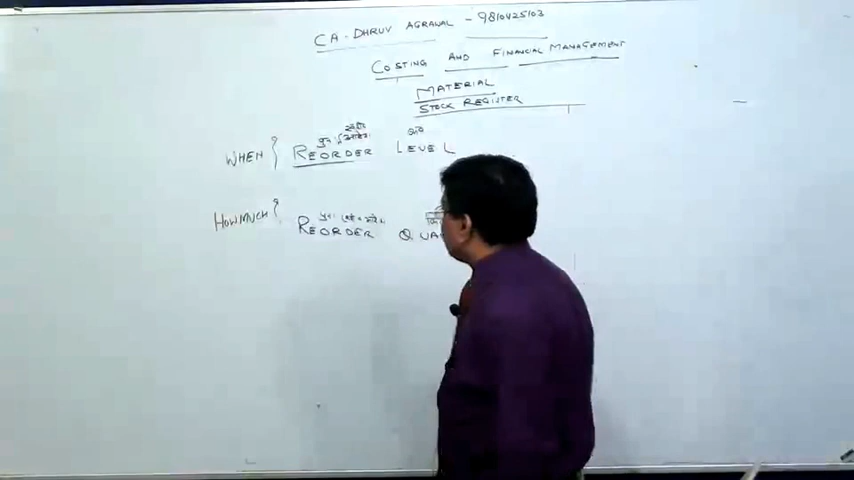 CA. DHRUV AGRAWAL - 9810425103
COSTING AND FINANCIAL MANAGEMENT
MATERIAL
STOCK REGISTER
WHEN } REORDER LEVEL
HOW MUCH } REORDER QUA